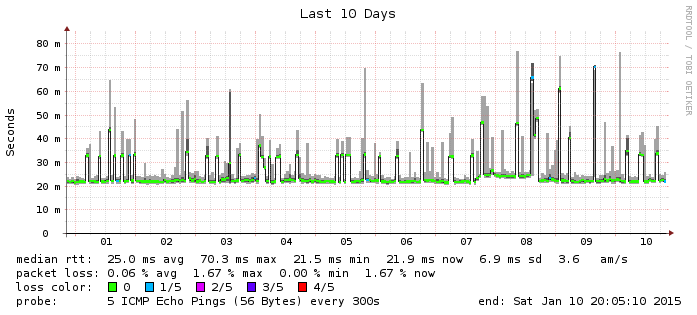 Last 10 Days
RRDTOOL / TOBI OETIKER
Seconds
80 m
70 m
60 m
50 m
40 m
30 m
20 m
10 m
0
01 02 03 04 05 06 07 08 09 10
median rtt: 25.0 ms avg 70.3 ms max 21.5 ms min 21.9 ms now 6.9 ms sd 3.6 am/s
packet loss: 0.06 % avg 1.67 % max 0.00 % min 1.67 % now
loss color: 0 1/5 2/5 3/5 4/5
probe: 5 ICMP Echo Pings (56 Bytes) every 300s end: Sat Jan 10 20:05:10 2015